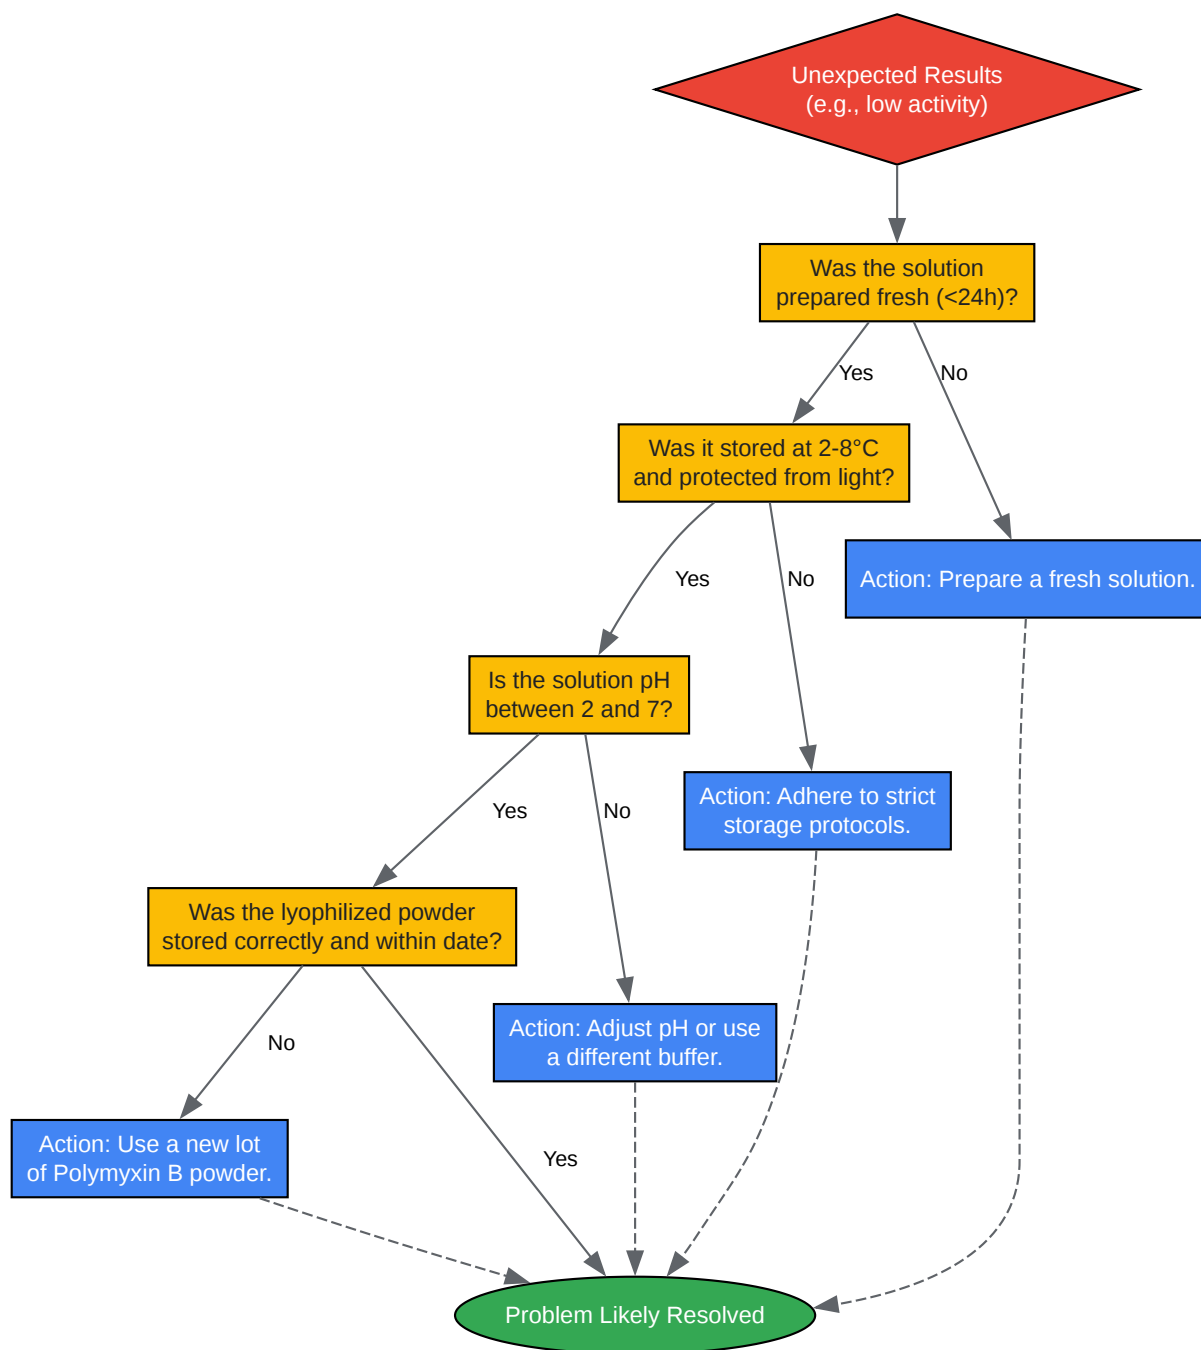 Unexpected Results
(e.g., low activity)
Was the solution
prepared fresh (<24h)?
Yes
No
Was it stored at 2-8°C
and protected from light?
Action: Prepare a fresh solution.
Yes
No
Is the solution pH
between 2 and 7?
Action: Adhere to strict
storage protocols.
Yes
No
Was the lyophilized powder
stored correctly and within date?
Action: Adjust pH or use
a different buffer.
No
Yes
Action: Use a new lot
of Polymyxin B powder.
Problem Likely Resolved